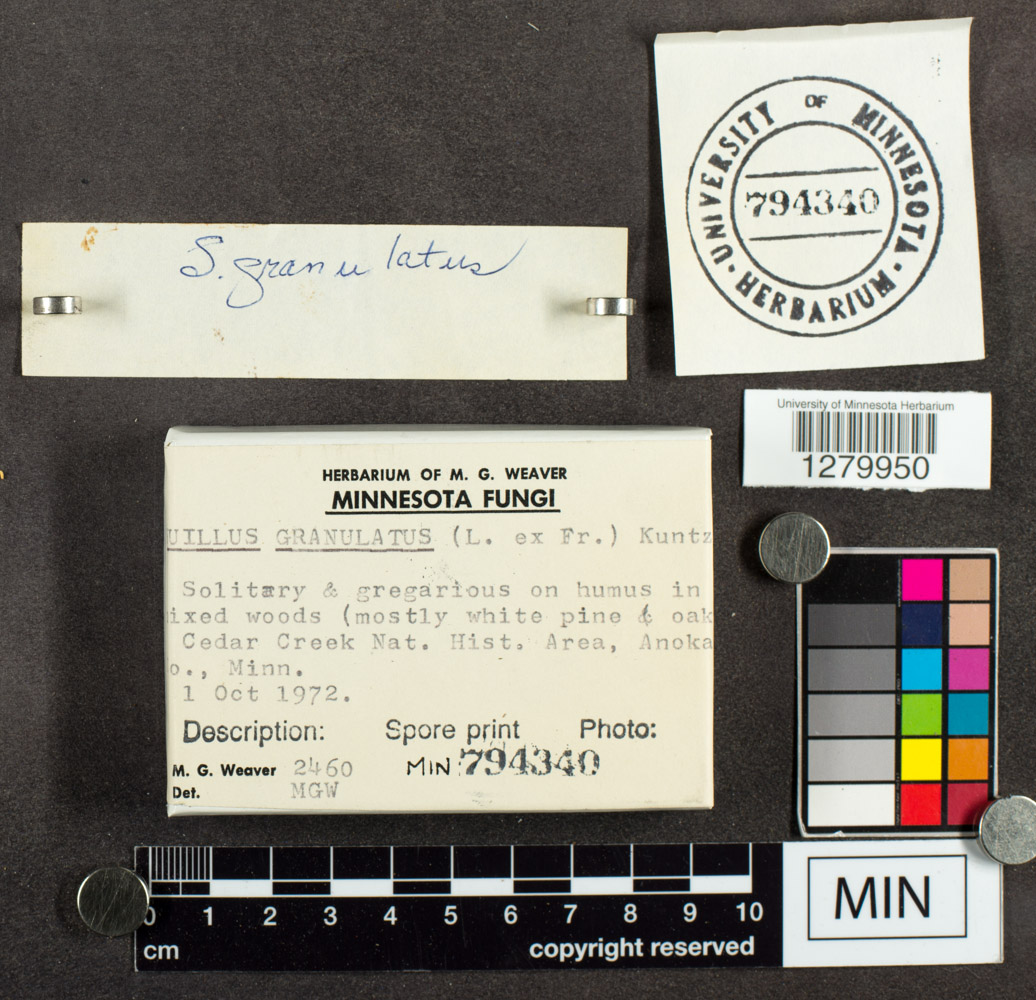 UNIVERSITY OF MINNESOTA · HERBARIUM ·
794340
S. granulatus
University of Minnesota Herbarium
1279950
HERBARIUM OF M. G. WEAVER
MINNESOTA FUNGI
UILLUS GRANULATUS (L. ex Fr.) Kuntz
Solitary & gregarious on humus in
ixed woods (mostly white pine & oak
Cedar Creek Nat. Hist. Area, Anoka
o., Minn.
1 Oct 1972.
Description: Spore print Photo:
M. G. Weaver 2460 MIN 794340
Det. MGW
0 1 2 3 4 5 6 7 8 9 10
cm copyright reserved
MIN